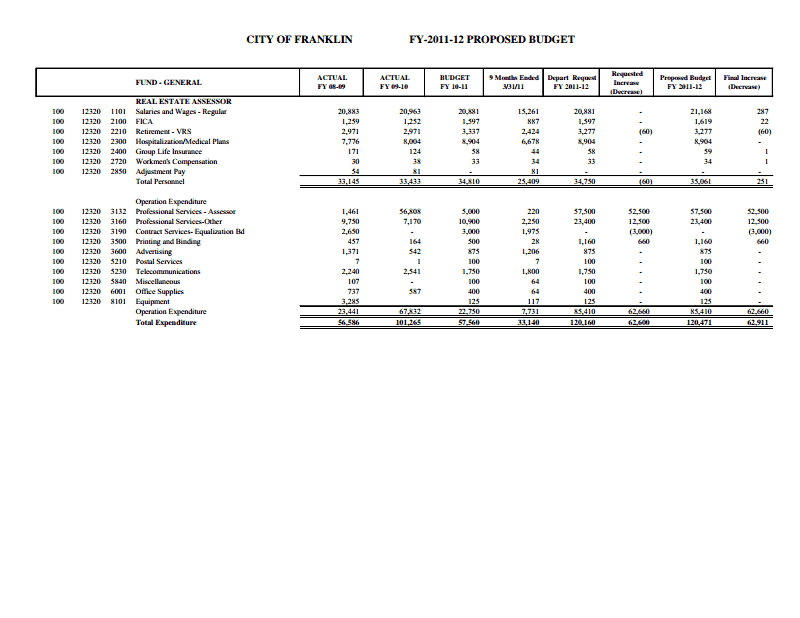 CITY OF FRANKLIN FY-2011-12 PROPOSED BUDGET
FUND - GENERAL ACTUAL FY 08-09 ACTUAL FY 09-10 BUDGET FY 10-11 9 Months Ended 3/31/11 Depart Request FY 2011-12 Requested Increase (Decrease) Proposed Budget FY 2011-12 Final Increase (Decrease)
REAL ESTATE ASSESSOR
100 12320 1101 Salaries and Wages - Regular 20,883 20,963 20,881 15,261 20,881 - 21,168 287
100 12320 2100 FICA 1,259 1,252 1,597 887 1,597 - 1,619 22
100 12320 2210 Retirement - VRS 2,971 2,971 3,337 2,424 3,277 (60) 3,277 (60)
100 12320 2300 Hospitalization/Medical Plans 7,776 8,004 8,904 6,678 8,904 - 8,904 -
100 12320 2400 Group Life Insurance 171 124 58 44 58 - 59 1
100 12320 2720 Workmen's Compensation 30 38 33 34 33 - 34 1
100 12320 2850 Adjustment Pay 54 81 - 81 - - - -
Total Personnel 33,145 33,433 34,810 25,409 34,750 (60) 35,061 251
Operation Expenditure
100 12320 3132 Professional Services - Assessor 1,461 56,808 5,000 220 57,500 52,500 57,500 52,500
100 12320 3160 Professional Services-Other 9,750 7,170 10,900 2,250 23,400 12,500 23,400 12,500
100 12320 3190 Contract Services- Equalization Bd 2,650 - 3,000 1,975 - (3,000) - (3,000)
100 12320 3500 Printing and Binding 457 164 500 28 1,160 660 1,160 660
100 12320 3600 Advertising 1,371 542 875 1,206 875 - 875 -
100 12320 5210 Postal Services 7 1 100 7 100 - 100 -
100 12320 5230 Telecommunications 2,240 2,541 1,750 1,800 1,750 - 1,750 -
100 12320 5840 Miscellaneous 107 - 100 64 100 - 100 -
100 12320 6001 Office Supplies 737 587 400 64 400 - 400 -
100 12320 8101 Equipment 3,285 125 117 125 - 125 -
Operation Expenditure 23,441 67,832 22,750 7,731 85,410 62,660 85,410 62,660
Total Expenditure 56,586 101,265 57,560 33,140 120,160 62,600 120,471 62,911